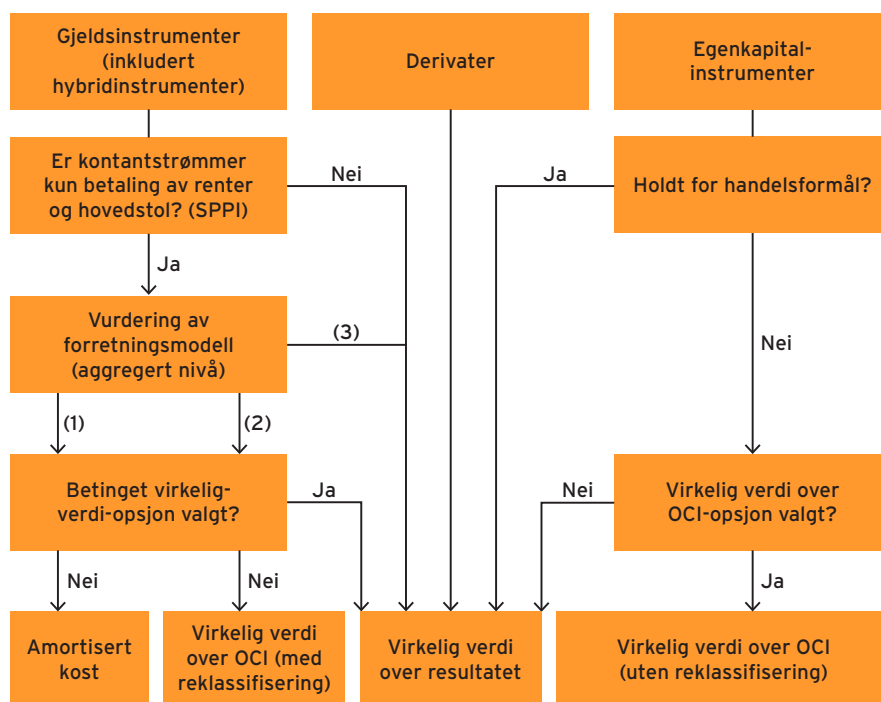 Gjeldsinstrumenter
(inkludert
hybridinstrumenter)
Derivater
Egenkapital-
instrumenter
Er kontantstrømmer
kun betaling av renter
og hovedstol? (SPPI)
Nei
Ja
Holdt for handelsformål?
Ja
Vurdering av
forretningsmodell
(aggregert nivå)
(3)
Nei
(1)
(2)
Betinget virkelig-
verdi-opsjon valgt?
Ja
Nei
Virkelig verdi over
OCI-opsjon valgt?
Nei
Nei
Ja
Amortisert
kost
Virkelig verdi
over OCI (med
reklassifisering)
Virkelig verdi
over resultatet
Virkelig verdi over OCI
(uten reklassifisering)